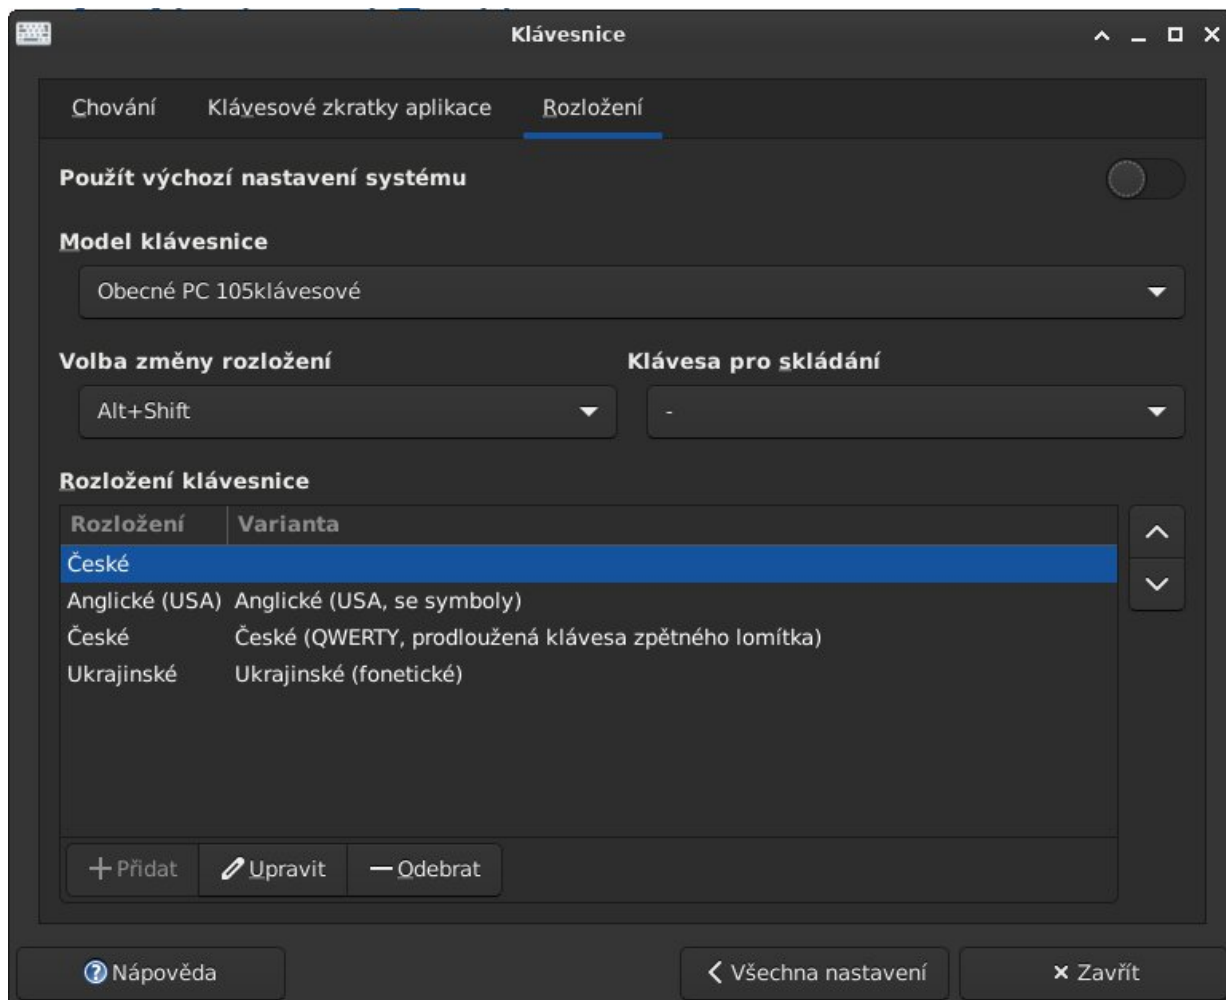 Klávesnice
Chování Klávesové zkratky aplikace Rozložení
Použít výchozí nastavení systému
Model klávesnice
Obecné PC 105klávesové
Volba změny rozložení Klávesa pro skládání
Alt+Shift -
Rozložení klávesnice
Rozložení Varianta
České
Anglické (USA) Anglické (USA, se symboly)
České České (QWERTY, prodloužená klávesa zpětného lomítka)
Ukrajinské Ukrajinské (fonetické)
Přidat Upravit Odebrat
Nápověda Všechna nastavení Zavřít